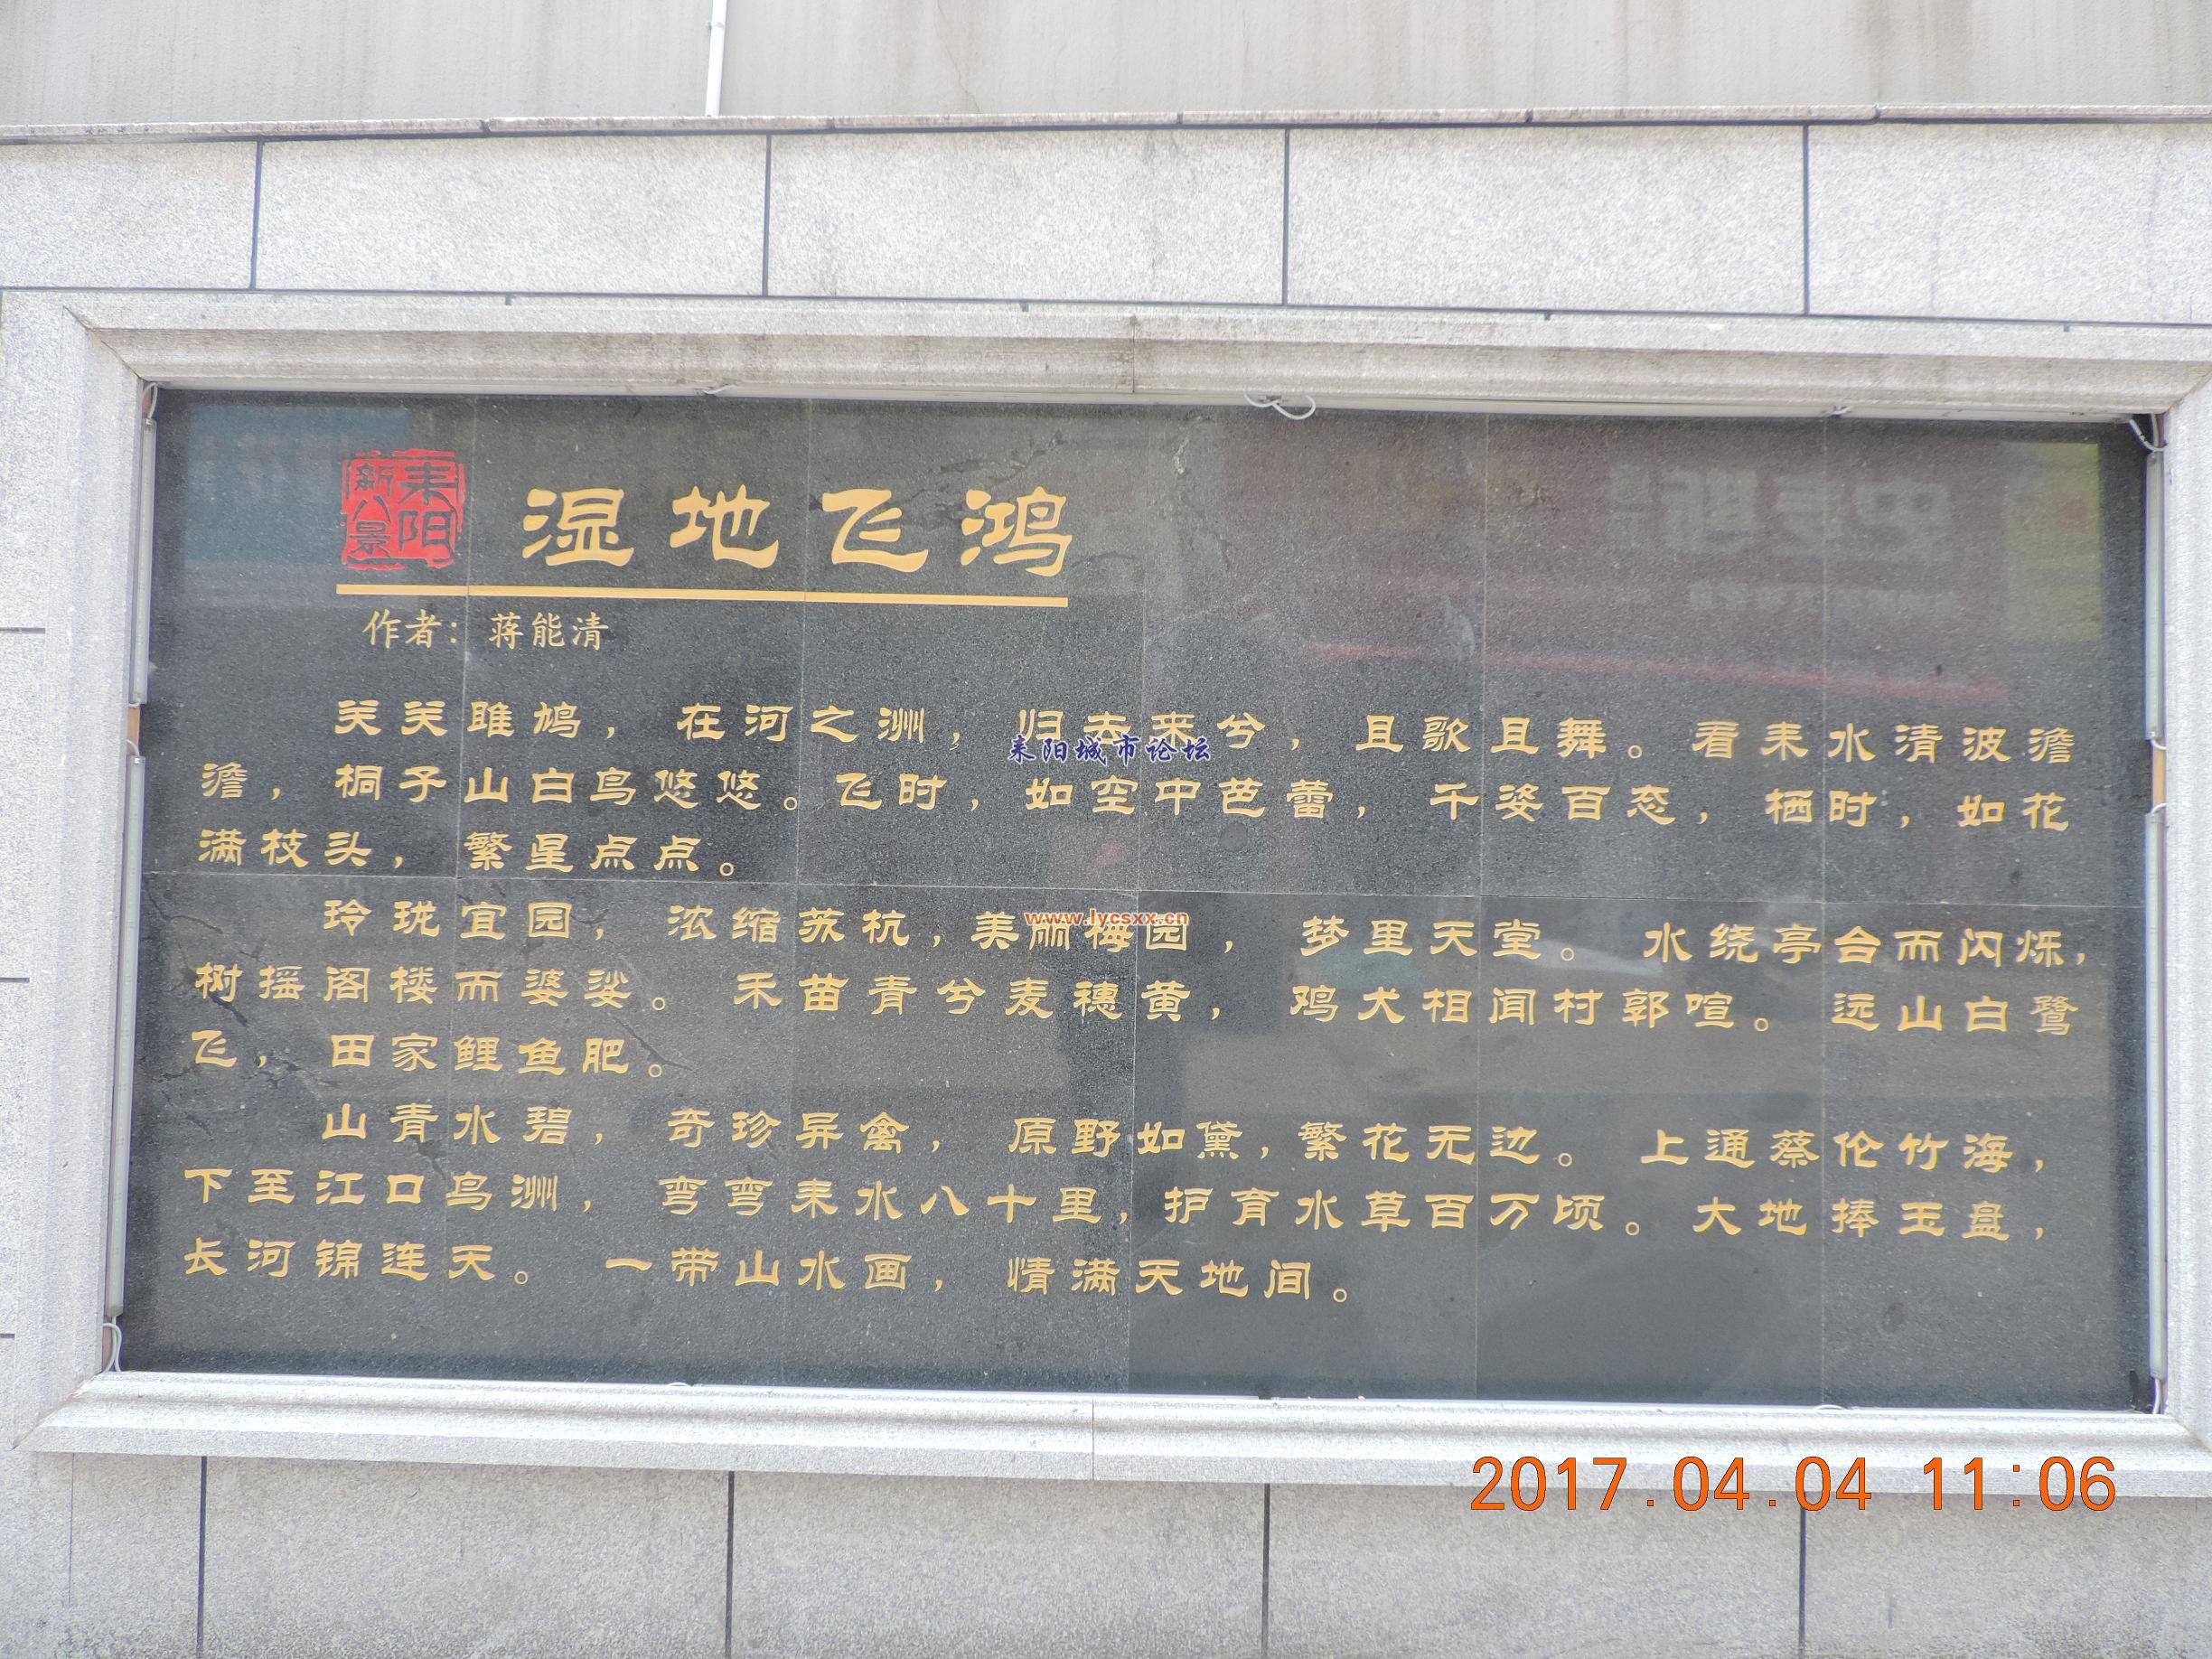 耒阳
新八景
湿地飞鸿
作者：蒋能清
关关雎鸠，在河之洲，归去来兮，且歌且舞。看耒水清波澹
澹，桐子山白鸟悠悠。飞时，如空中芭蕾，千姿百态，栖时，如花
满枝头，繁星点点。
玲珑宜园，浓缩苏杭，美丽梅园，梦里天堂。水绕亭台而闪烁，
树摇阁楼而婆娑。禾苗青兮麦穗黄，鸡犬相闻村郭喧。远山白鹭
飞，田家鲤鱼肥。
山青水碧，奇珍异禽，原野如黛，繁花无边。上通蔡伦竹海，
下至江口鸟洲，弯弯耒水八十里，护育水草百万顷。大地捧玉盘，
长河锦连天。一带山水画，情满天地间。
耒阳城市论坛
www.lycsxx.cn
2017.04.04 11:06